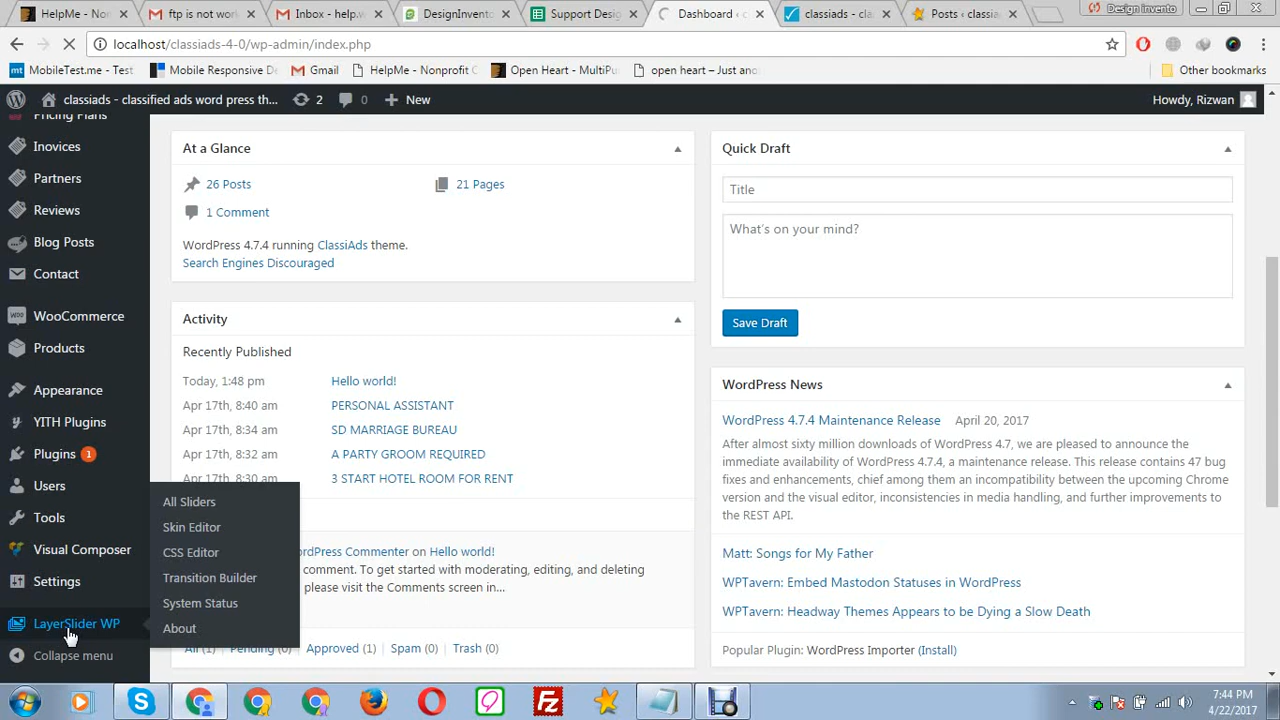 HelpMe - Business
ftp is not wor
Inbox - help.w
DesignInvento
Support Desi
Dashboard ‹ c
classiads - cl
Posts ‹ classia
Design invento
localhost/classiads-4-0/wp-admin/index.php
MobileTest.me - Test
Mobile Responsive De
Gmail
HelpMe - Nonprofit C
Open Heart - MultiPu
open heart – Just ano
Other bookmarks
classiads - classified ads word press th...
2
0
New
Howdy, Rizwan
Pricing Plans
Inovices
Partners
Reviews
Blog Posts
Contact
WooCommerce
Products
Appearance
YITH Plugins
Plugins 1
Users
Tools
Visual Composer
Settings
LayerSlider WP
Collapse menu
All Sliders
Skin Editor
CSS Editor
Transition Builder
System Status
About
At a Glance
26 Posts
21 Pages
1 Comment
WordPress 4.7.4 running ClassiAds theme.
Search Engines Discouraged
Activity
Recently Published
Today, 1:48 pm Hello world!
Apr 17th, 8:40 am PERSONAL ASSISTANT
Apr 17th, 8:34 am SD MARRIAGE BUREAU
Apr 17th, 8:32 am A PARTY GROOM REQUIRED
Apr 17th, 8:30 am 3 START HOTEL ROOM FOR RENT
rdPress Commenter on Hello world!
comment. To get started with moderating, editing, and deleting
please visit the Comments screen in...
All (1) Pending (0) Approved (1) Spam (0) Trash (0)
Quick Draft
Title
What's on your mind?
Save Draft
WordPress News
WordPress 4.7.4 Maintenance Release April 20, 2017
After almost sixty million downloads of WordPress 4.7, we are pleased to announce the
immediate availability of WordPress 4.7.4, a maintenance release. This release contains 47 bug
fixes and enhancements, chief among them an incompatibility between the upcoming Chrome
version and the visual editor, inconsistencies in media handling, and further improvements to
the REST API.
Matt: Songs for My Father
WPTavern: Embed Mastodon Statuses in WordPress
WPTavern: Headway Themes Appears to be Dying a Slow Death
Popular Plugin: WordPress Importer (Install)
7:44 PM
4/22/2017